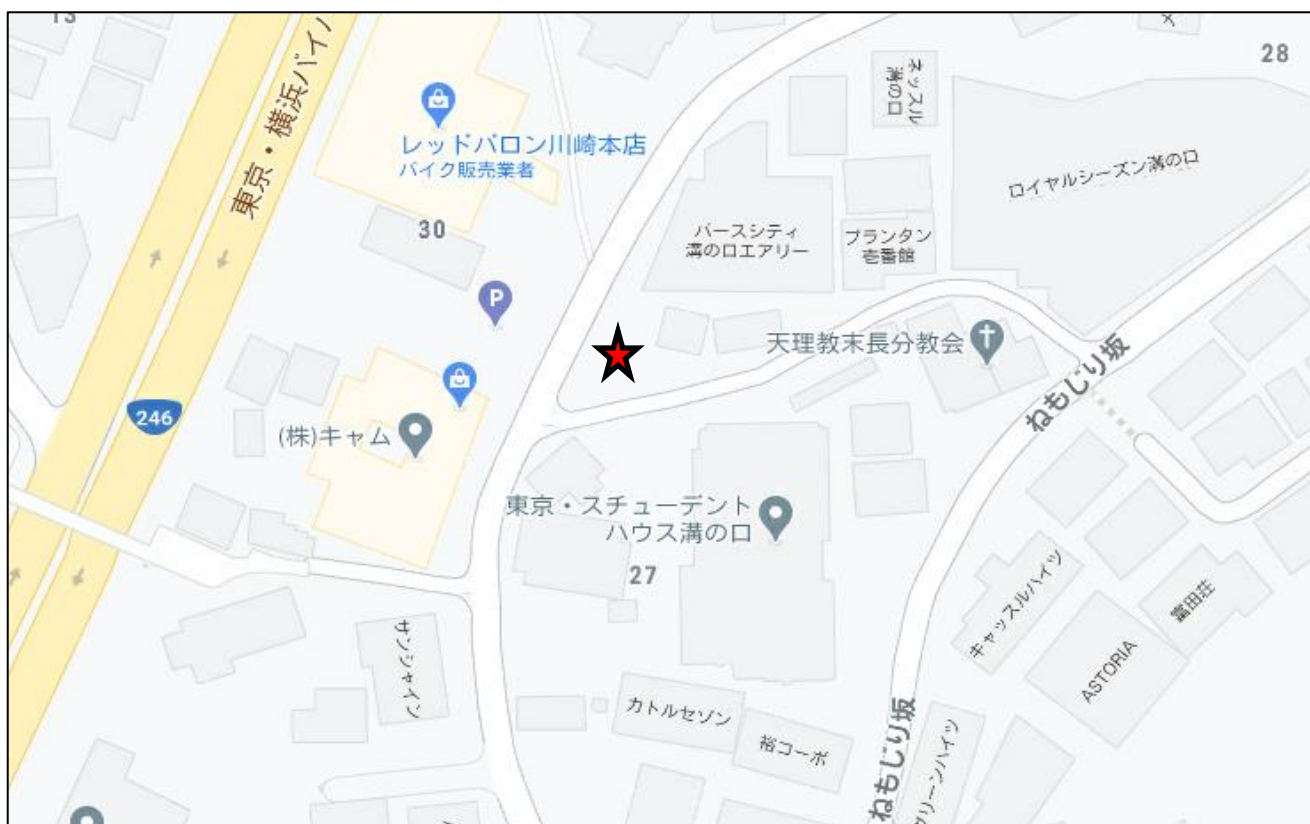 13
28
東京・横浜バイパ
ネッスル
溝の口
レッドバロン川崎本店
バイク販売業者
ロイヤルシーズン溝の口
30
バースシティ
溝の口エアリー
プランタン
壱番館
P
天理教末長分教会
ねもじり坂
246
(株)キャム
東京・スチューデント
ハウス溝の口
27
キャッスルハイツ
富田荘
サンシャイン
ASTORIA
カトルセゾン
裕コーポ
ねもじり坂
グリーンハイツ